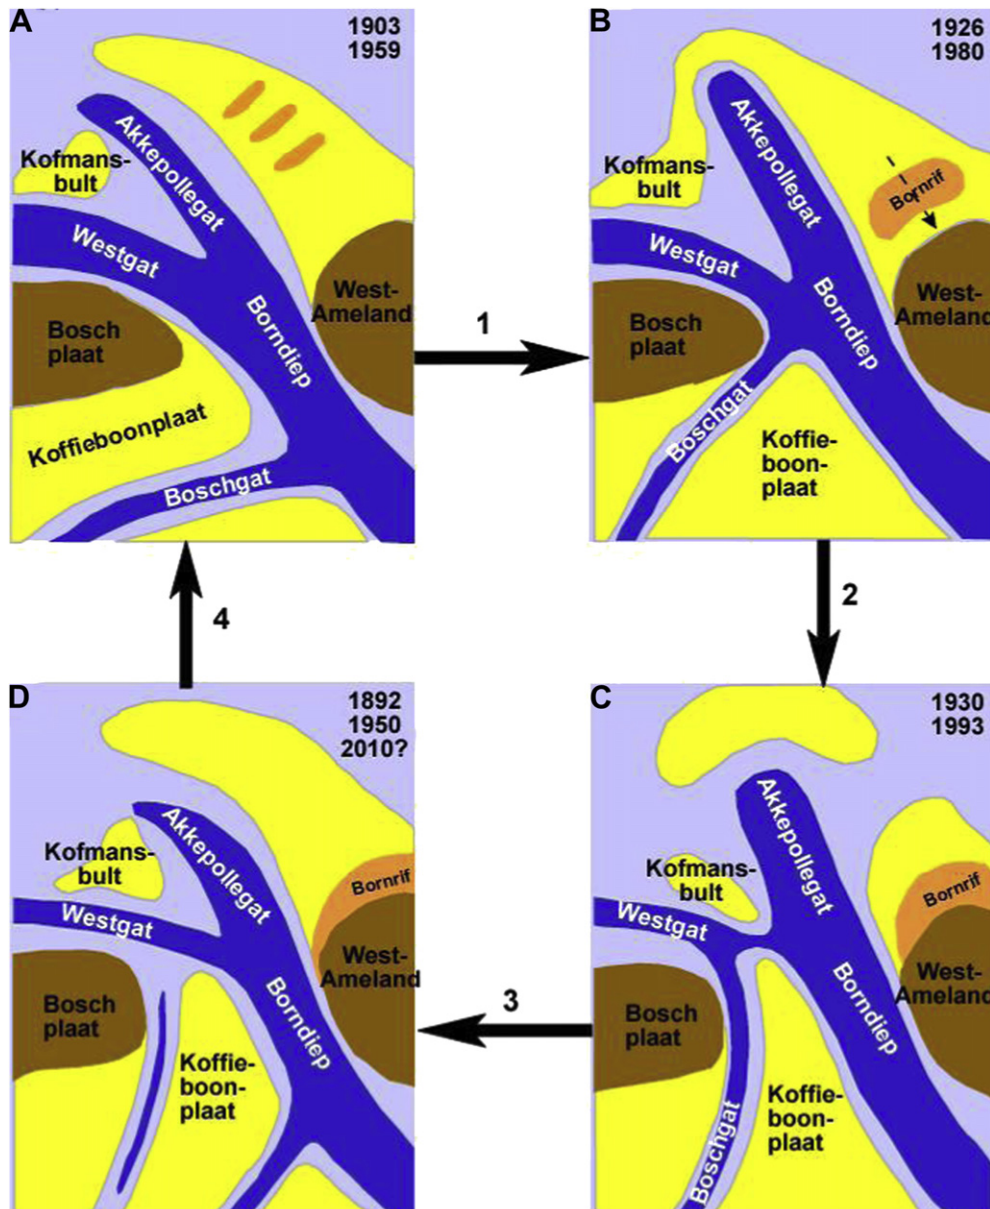 A
1903
1959
Akkepollegat
Kofmans-
bult
Westgat
Borndiep
West-
Ameland
Bosch
plaat
Koffieboonplaat
Boschgat
1
B
1926
1980
Akkepollegat
Kofmans-
bult
Bornrif
Westgat
Borndiep
West-
Ameland
Bosch
plaat
Boschgat
Koffie-
boon-
plaat
4
2
D
1892
1950
2010?
Akkepollegat
Kofmans-
bult
Bornrif
Westgat
West-
Ameland
Bosch
plaat
Borndiep
Koffie-
boon-
plaat
3
C
1930
1993
Akkepollegat
Kofmans-
bult
Bornrif
Westgat
West-
Ameland
Bosch
plaat
Borndiep
Koffie-
boon-
plaat
Boschgat